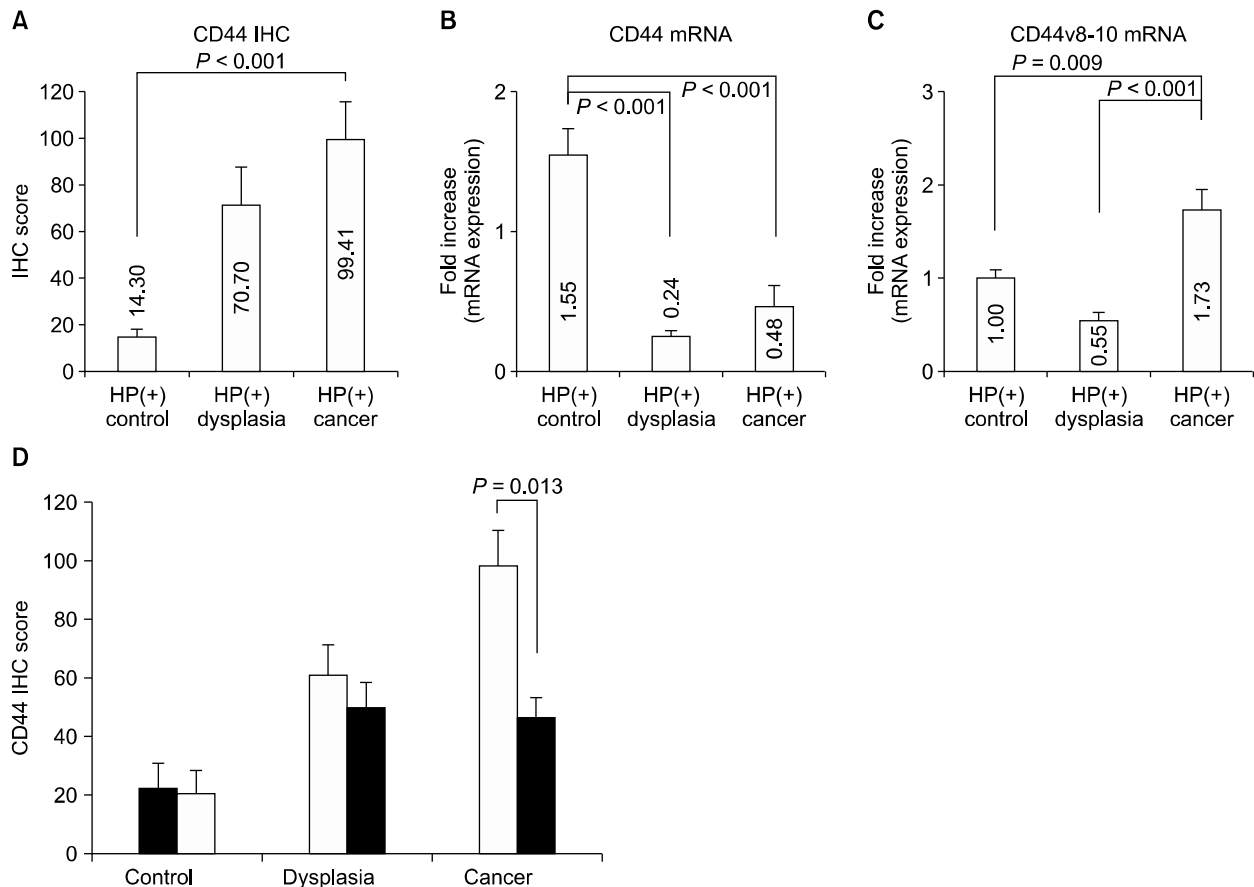 A
CD44 IHC
P < 0.001
120
100
80
60
40
20
0
IHC score
14.30
70.70
99.41
HP(+) control
HP(+) dysplasia
HP(+) cancer
B
CD44 mRNA
P < 0.001
P < 0.001
2
1
0
Fold increase
(mRNA expression)
1.55
0.24
0.48
HP(+) control
HP(+) dysplasia
HP(+) cancer
C
CD44v8-10 mRNA
P = 0.009
P < 0.001
3
2
1
0
Fold increase
(mRNA expression)
1.00
0.55
1.73
HP(+) control
HP(+) dysplasia
HP(+) cancer
D
P = 0.013
120
100
80
60
40
20
0
CD44 IHC score
Control
Dysplasia
Cancer